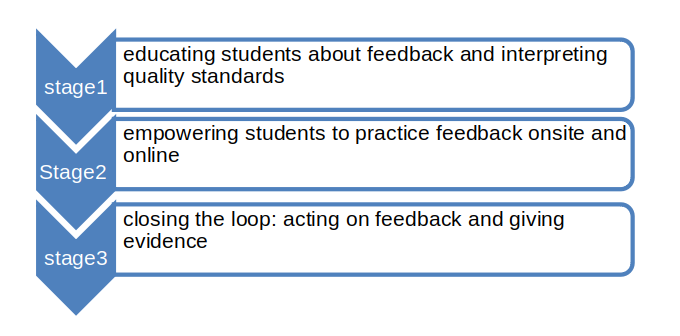 stage1
educating students about feedback and interpreting
quality standards
Stage2
empowering students to practice feedback onsite and
online
stage3
closing the loop: acting on feedback and giving
evidence